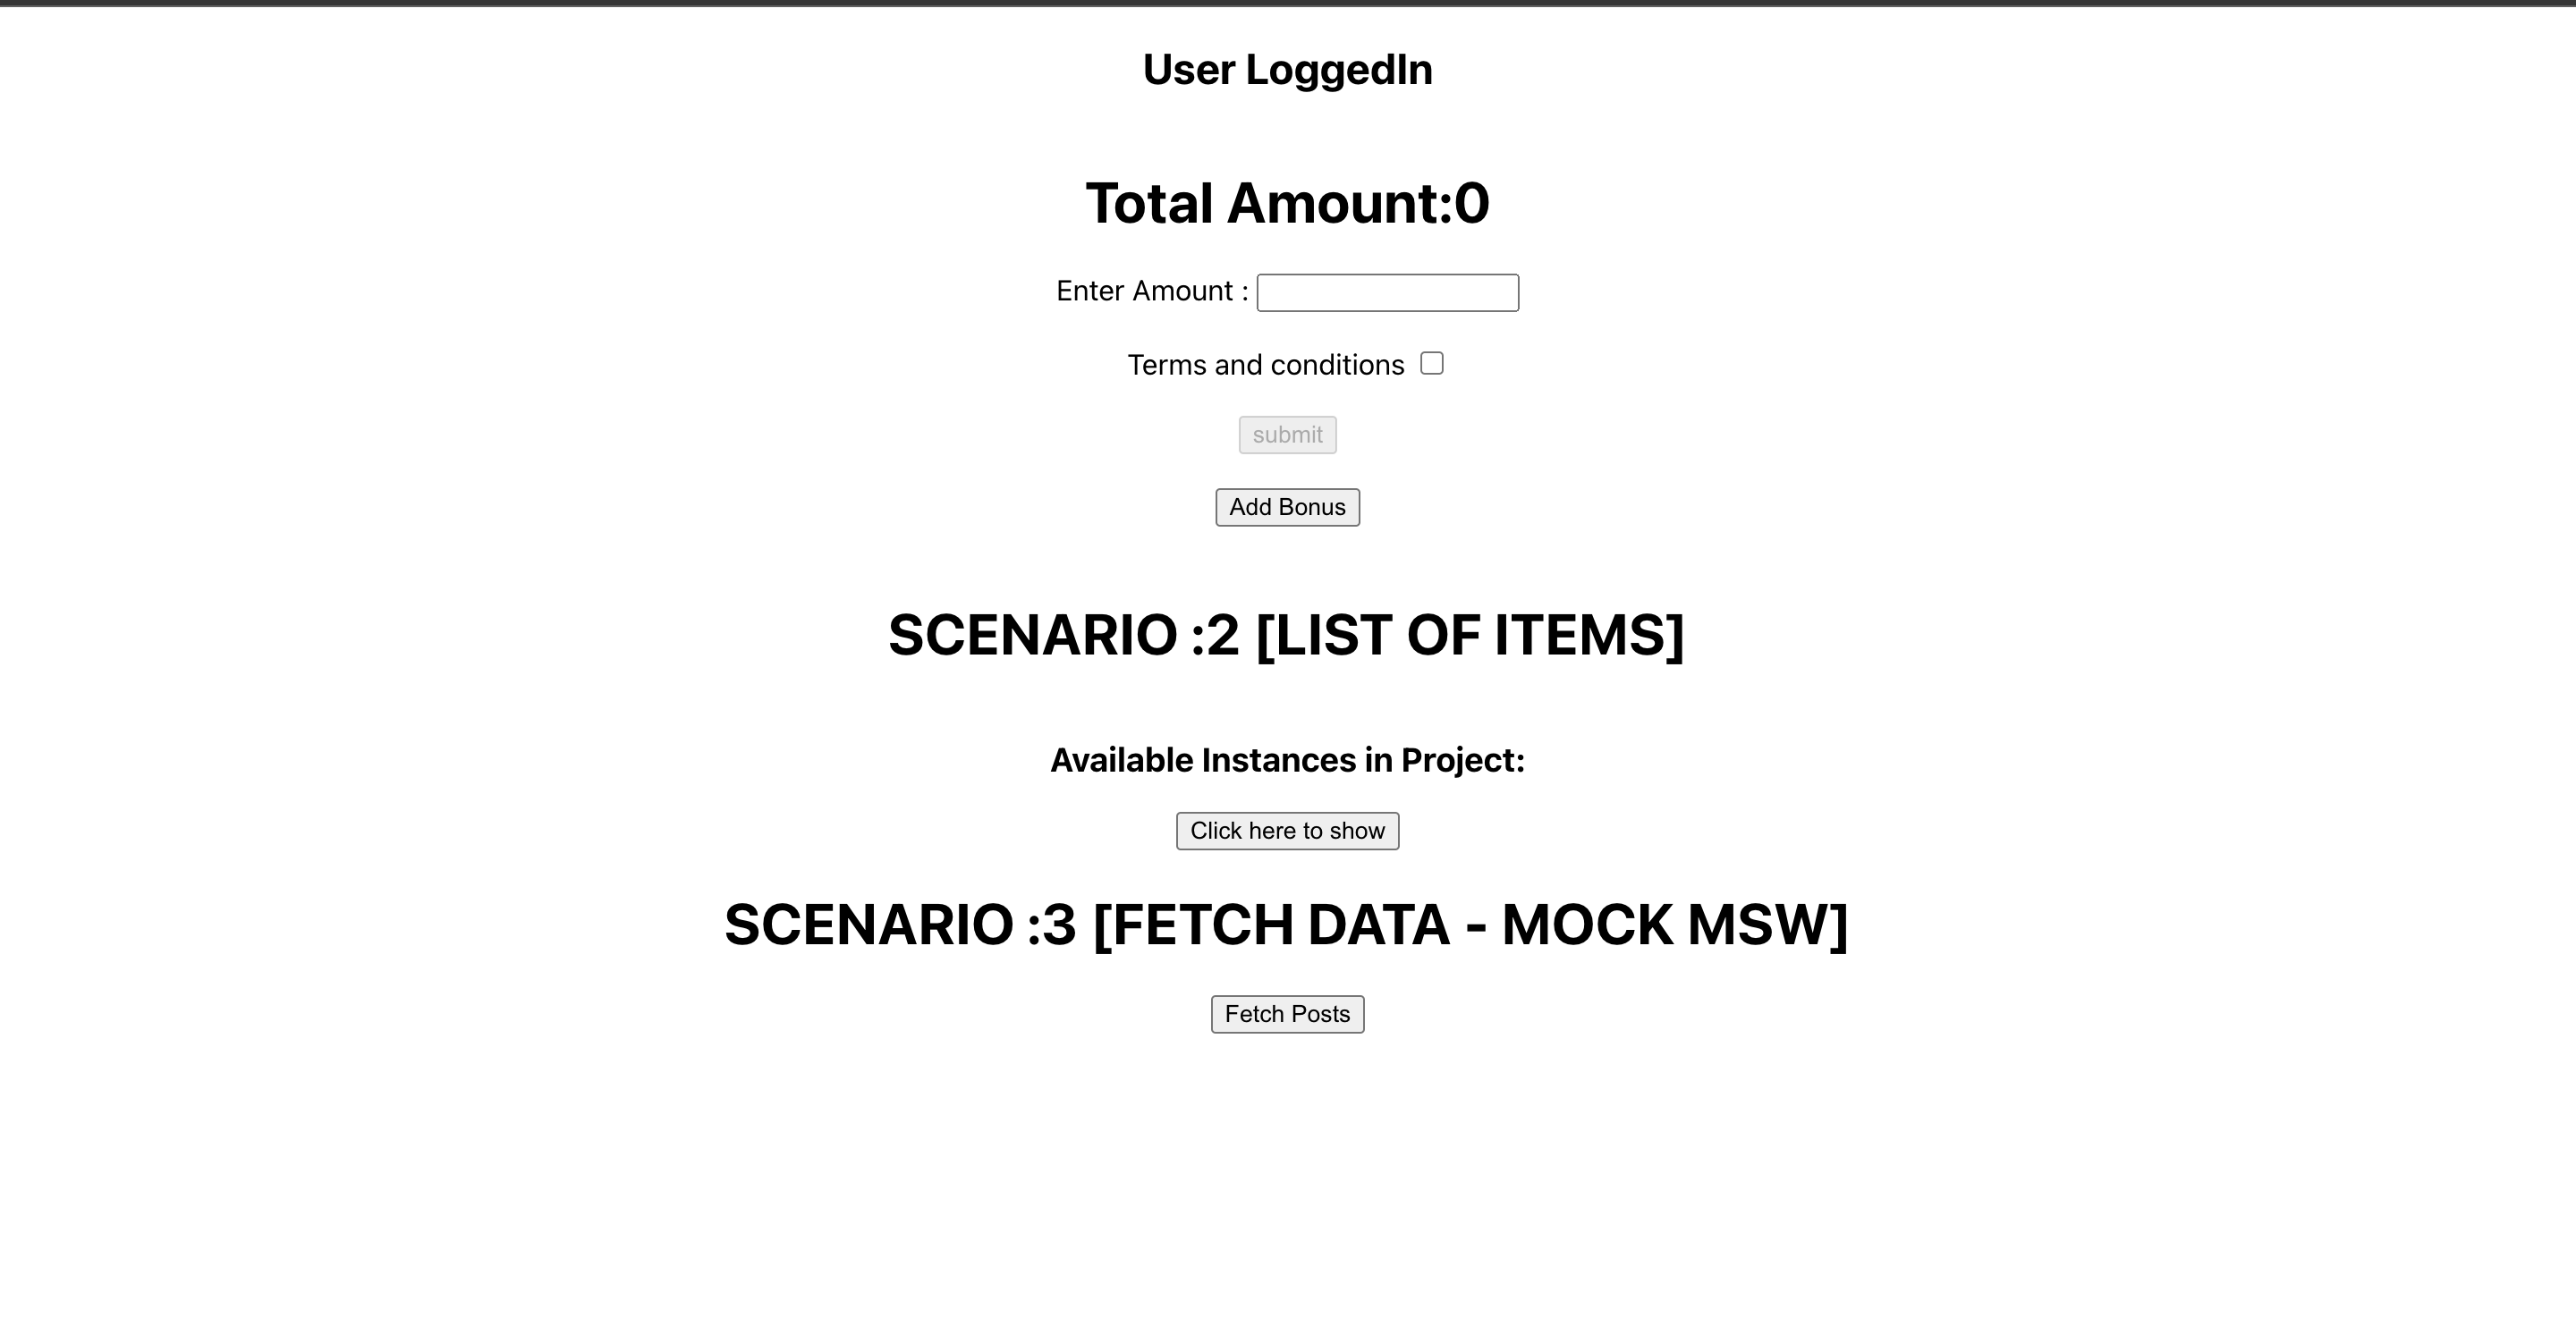 User LoggedIn
Total Amount:0
Enter Amount :
Terms and conditions
submit
Add Bonus
SCENARIO :2 [LIST OF ITEMS]
Available Instances in Project:
Click here to show
SCENARIO :3 [FETCH DATA - MOCK MSW]
Fetch Posts